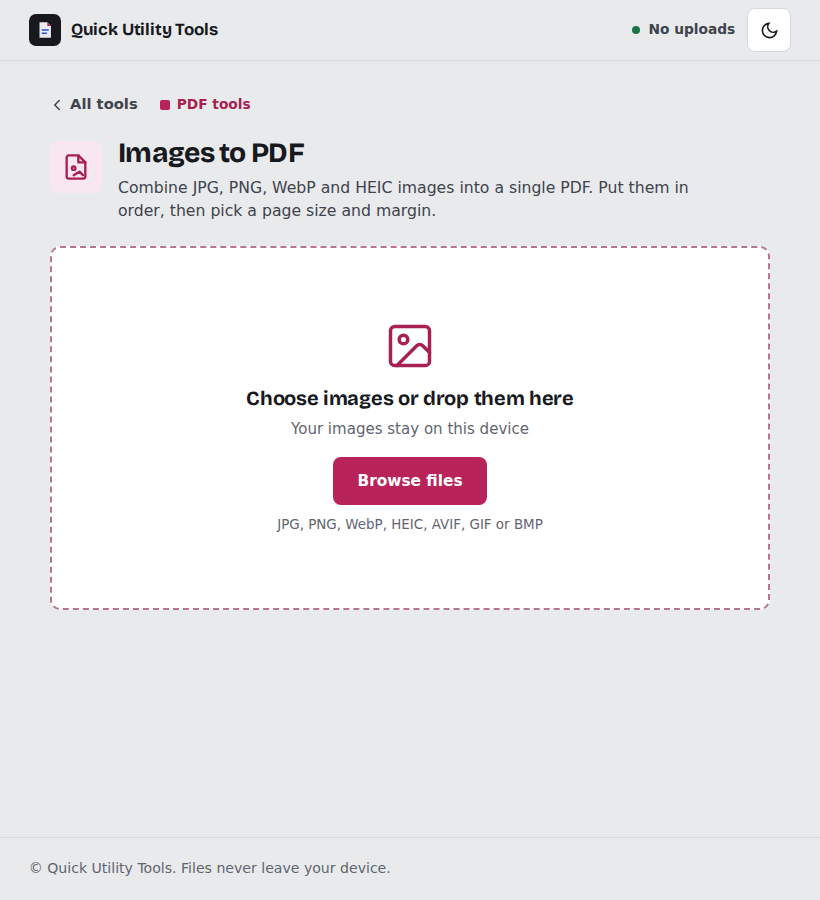 Quick Utility Tools
No uploads
All tools
PDF tools
Images to PDF
Combine JPG, PNG, WebP and HEIC images into a single PDF. Put them in
order, then pick a page size and margin.
Choose images or drop them here
Your images stay on this device
Browse files
JPG, PNG, WebP, HEIC, AVIF, GIF or BMP
© Quick Utility Tools. Files never leave your device.